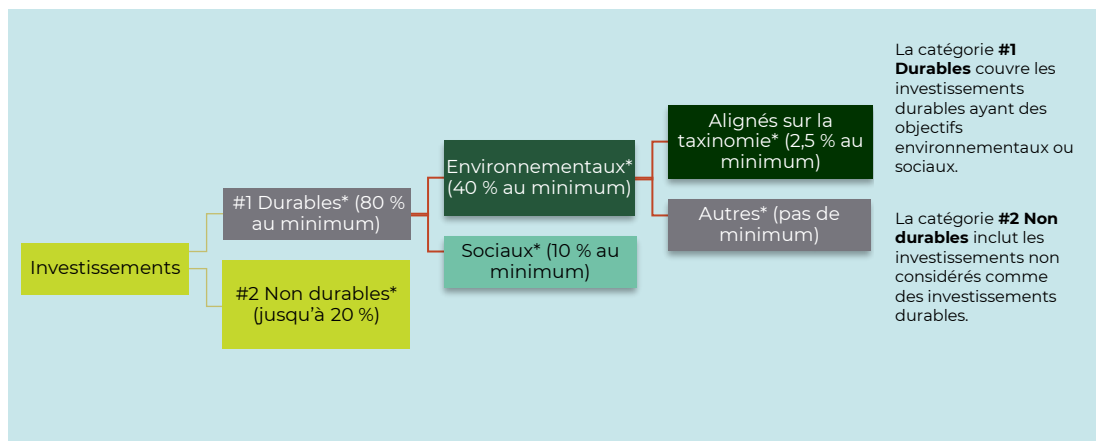 Investissements
#1 Durables* (80 %
au minimum)
#2 Non durables*
(jusqu'à 20 %)
Environnementaux*
(40 % au minimum)
Sociaux* (10 % au
minimum)
Alignés sur la
taxinomie* (2,5 % au
minimum)
Autres* (pas de
minimum)
La catégorie #1
Durables couvre les
investissements
durables ayant des
objectifs
environnementaux ou
sociaux.
La catégorie #2 Non
durables inclut les
investissements non
considérés comme
des investissements
durables.